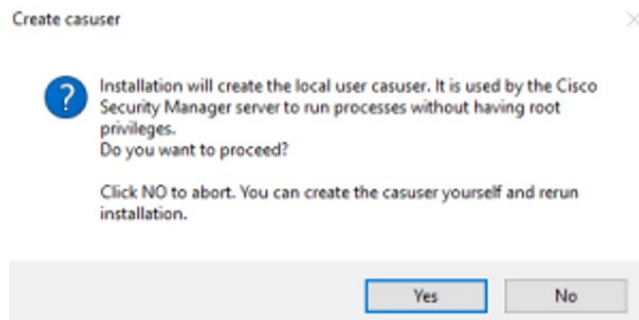 Create casuser
Installation will create the local user casuser. It is used by the Cisco
Security Manager server to run processes without having root
privileges.
Do you want to proceed?
Click NO to abort. You can create the casuser yourself and rerun
installation.
Yes No